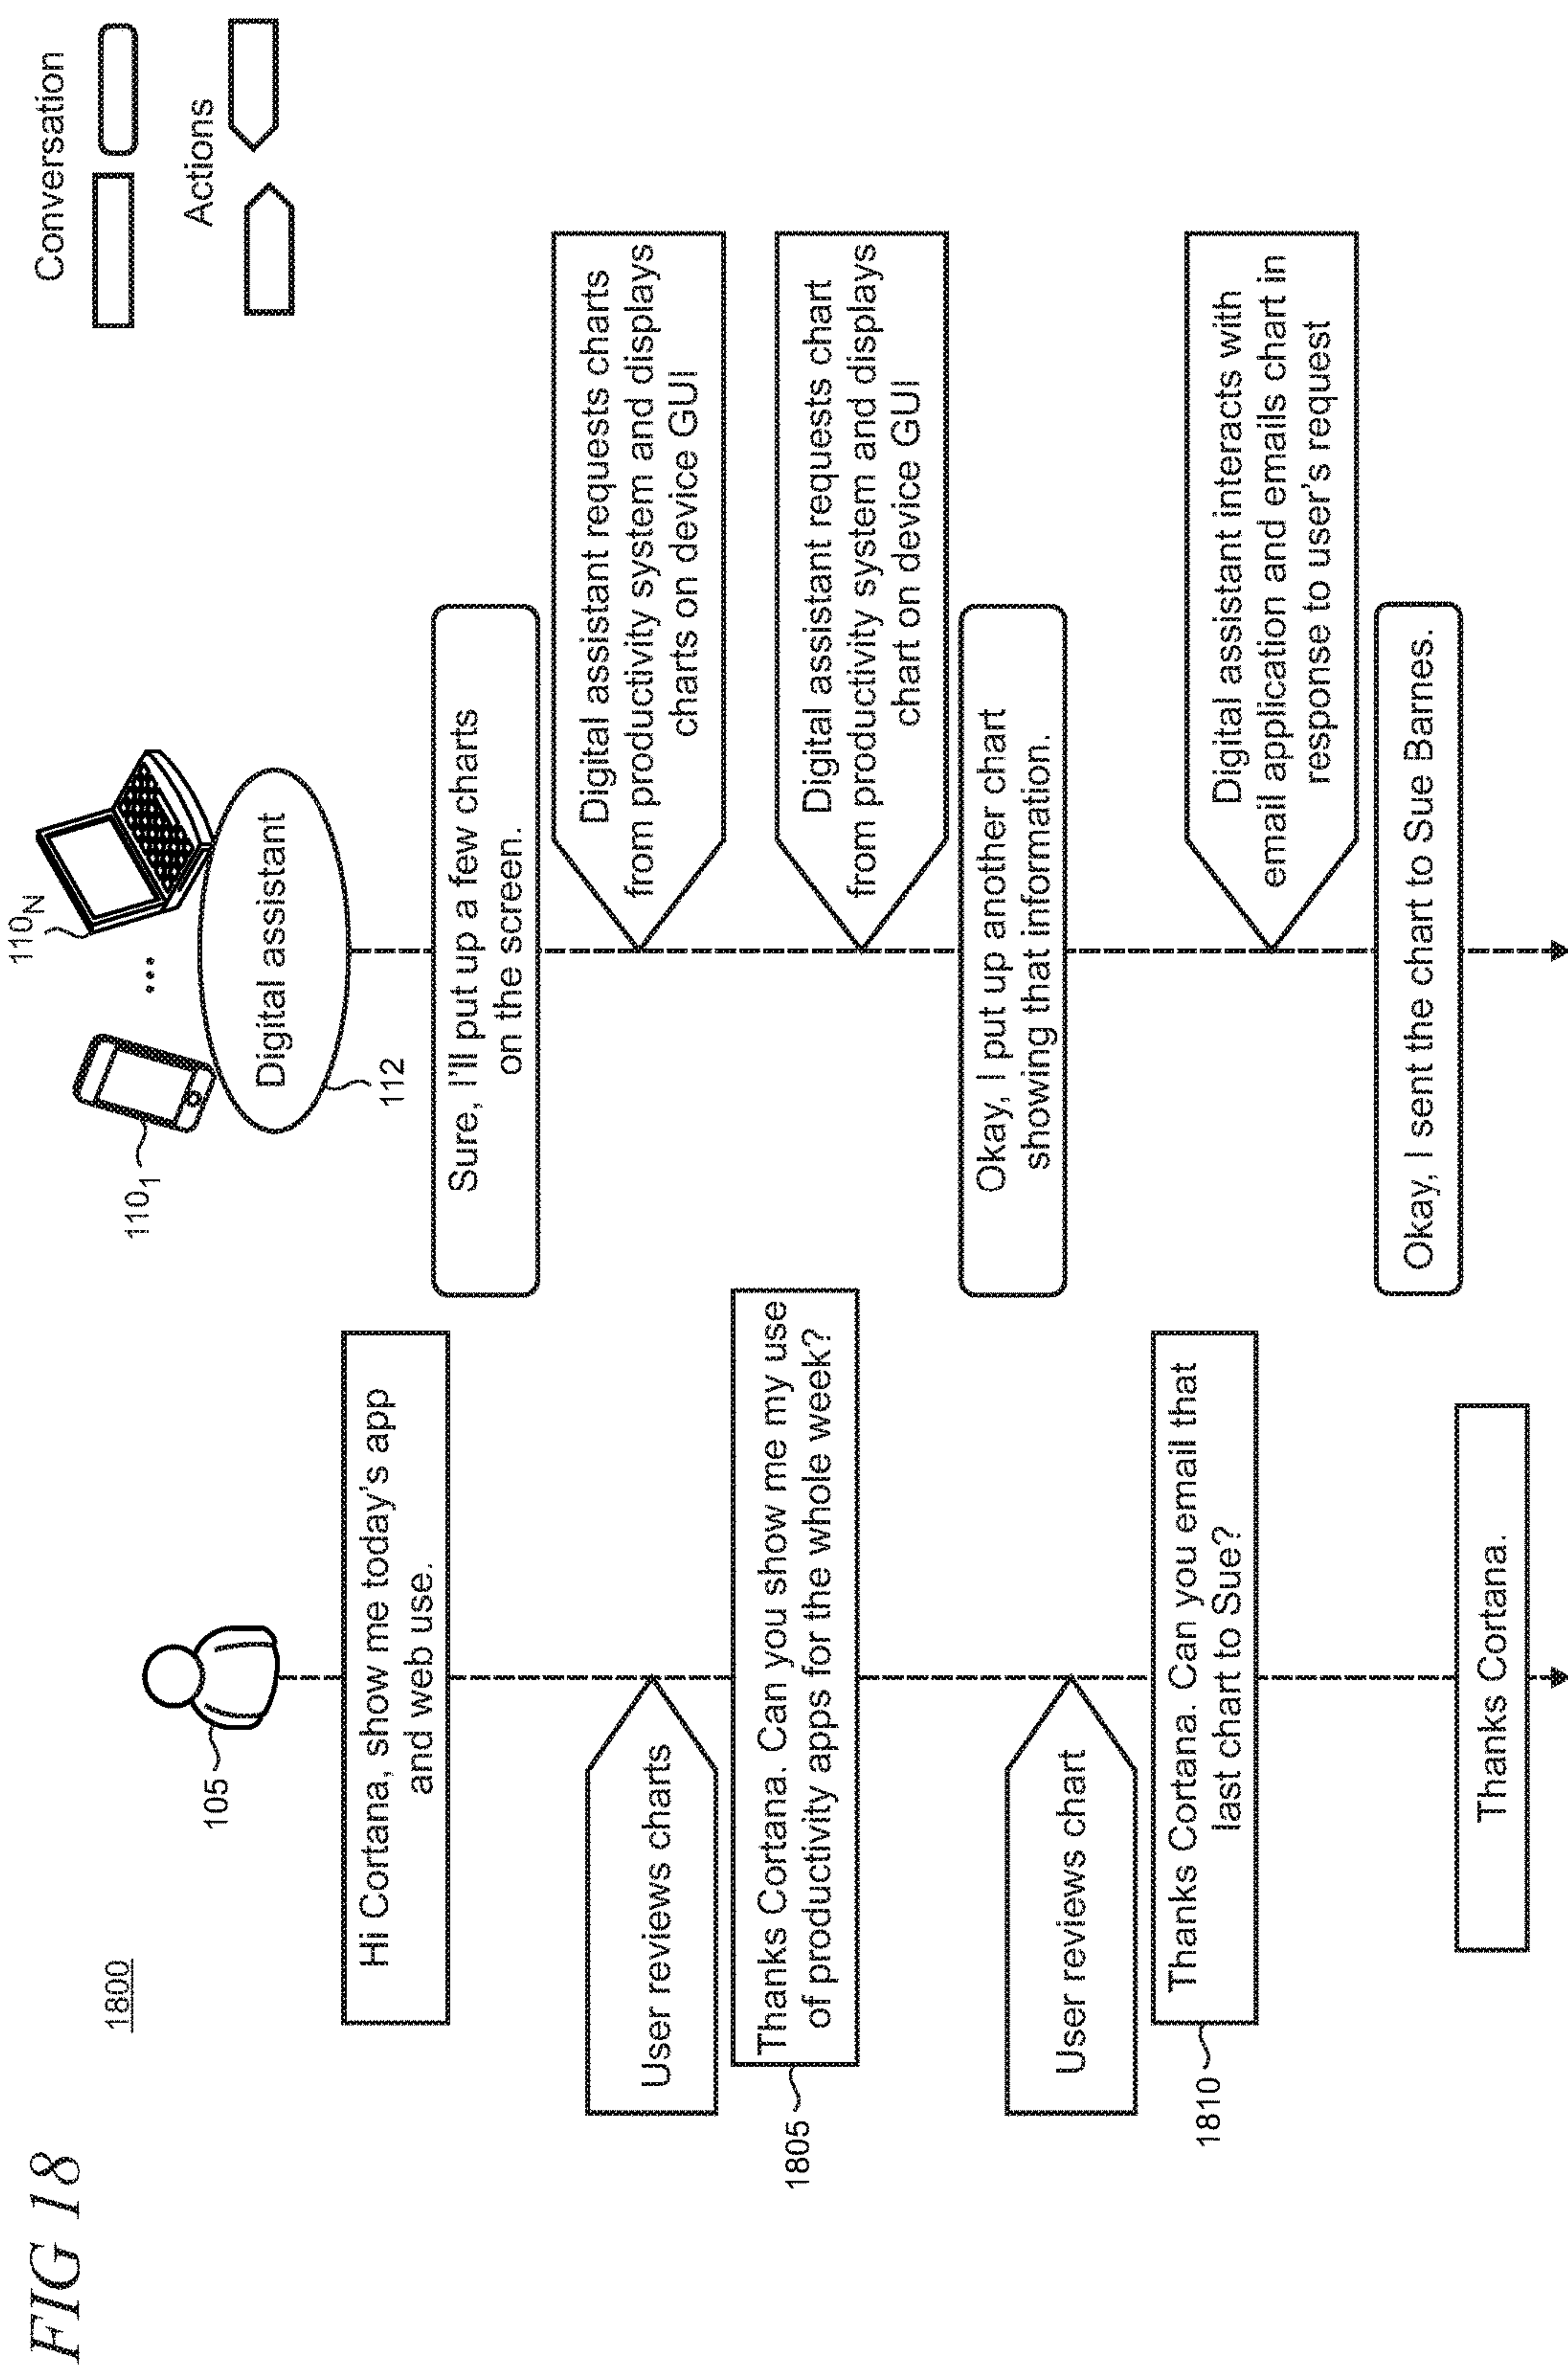 FIG 18
1800
105
110₁
...
110N
Digital assistant
112
Conversation
Actions
Hi Cortana, show me today's app
and web use.
Sure, I'll put up a few charts
on the screen.
Digital assistant requests charts
from productivity system and displays
charts on device GUI
User reviews charts
Thanks Cortana. Can you show me my use
of productivity apps for the whole week?
1805
Digital assistant requests chart
from productivity system and displays
chart on device GUI
Okay, I put up another chart
showing that information.
User reviews chart
Thanks Cortana. Can you email that
last chart to Sue?
1810
Digital assistant interacts with
email application and emails chart in
response to user's request
Okay, I sent the chart to Sue Barnes.
Thanks Cortana.